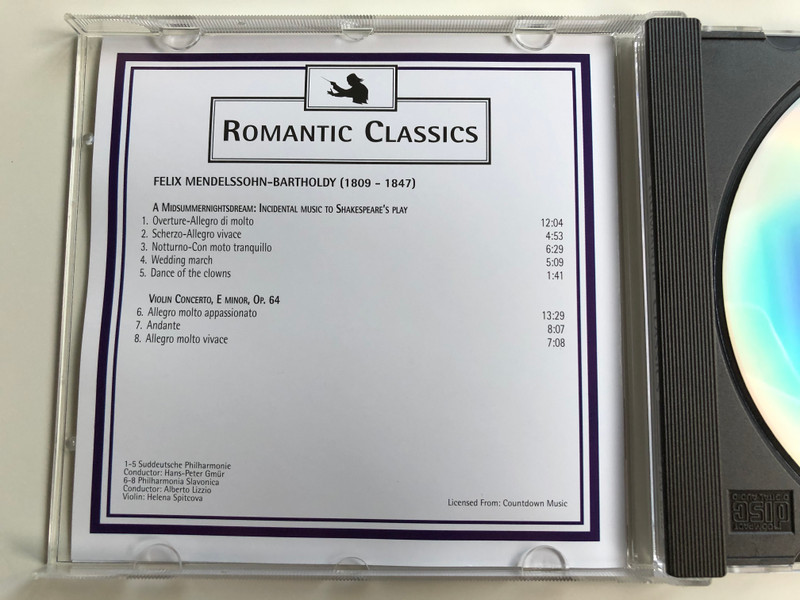 ROMANTIC CLASSICS
FELIX MENDELSSOHN-BARTHOLDY (1809 - 1847)
A MIDSUMMERNIGHTSDREAM: INCIDENTAL MUSIC TO SHAKESPEARE'S PLAY
1. Overture-Allegro di molto 12:04
2. Scherzo-Allegro vivace 4:53
3. Notturno-Con moto tranquillo 6:29
4. Wedding march 5:09
5. Dance of the clowns 1:41
VIOLIN CONCERTO, E MINOR, OP. 64
6. Allegro molto appassionato 13:29
7. Andante 8:07
8. Allegro molto vivace 7:08
1-5 Suddeutsche Philharmonie
Conductor: Hans-Peter Gmür
6-8 Philharmonia Slavonica
Conductor: Alberto Lizzio
Violin: Helena Spitcova
Licensed From: Countdown Music
COMPACT
disc
DIGITAL AUDIO